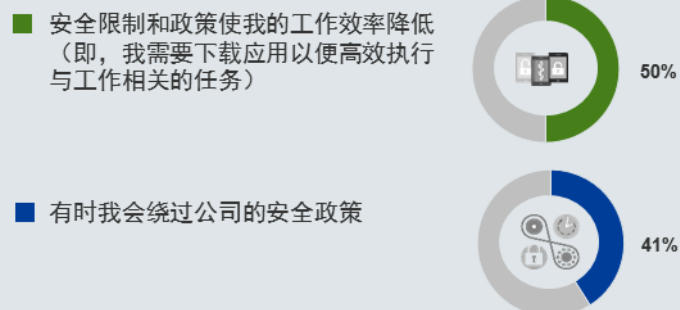 安全限制和政策使我的工作效率降低
（即，我需要下载应用以便高效执行
与工作相关的任务）
50%
有时我会绕过公司的安全政策
41%